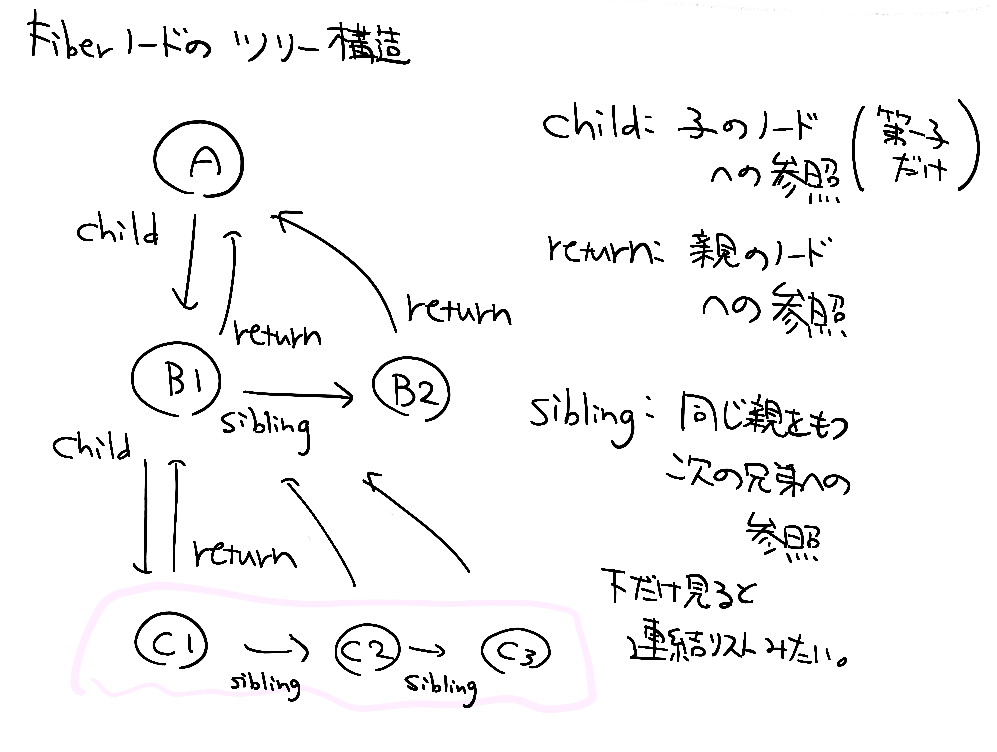 Fiberノードの ツリー構造
A
child
return
return
B1
sibling
B2
child
return
C1
sibling
C2
sibling
C3
child: 子のノード
への参照
(第一子
だけ)
return: 親のノード
への参照
sibling: 同じ親をもつ
次の兄弟への
参照
下だけ見ると
連結リストみたい。